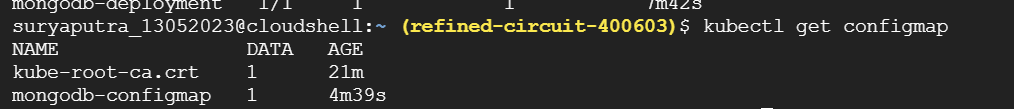 mongodb-deployment   1/1     1            1           7m42s
suryaputra_13052023@cloudshell:~ (refined-circuit-400603)$ kubectl get configmap
NAME                DATA   AGE
kube-root-ca.crt    1      21m
mongodb-configmap   1      4m39s